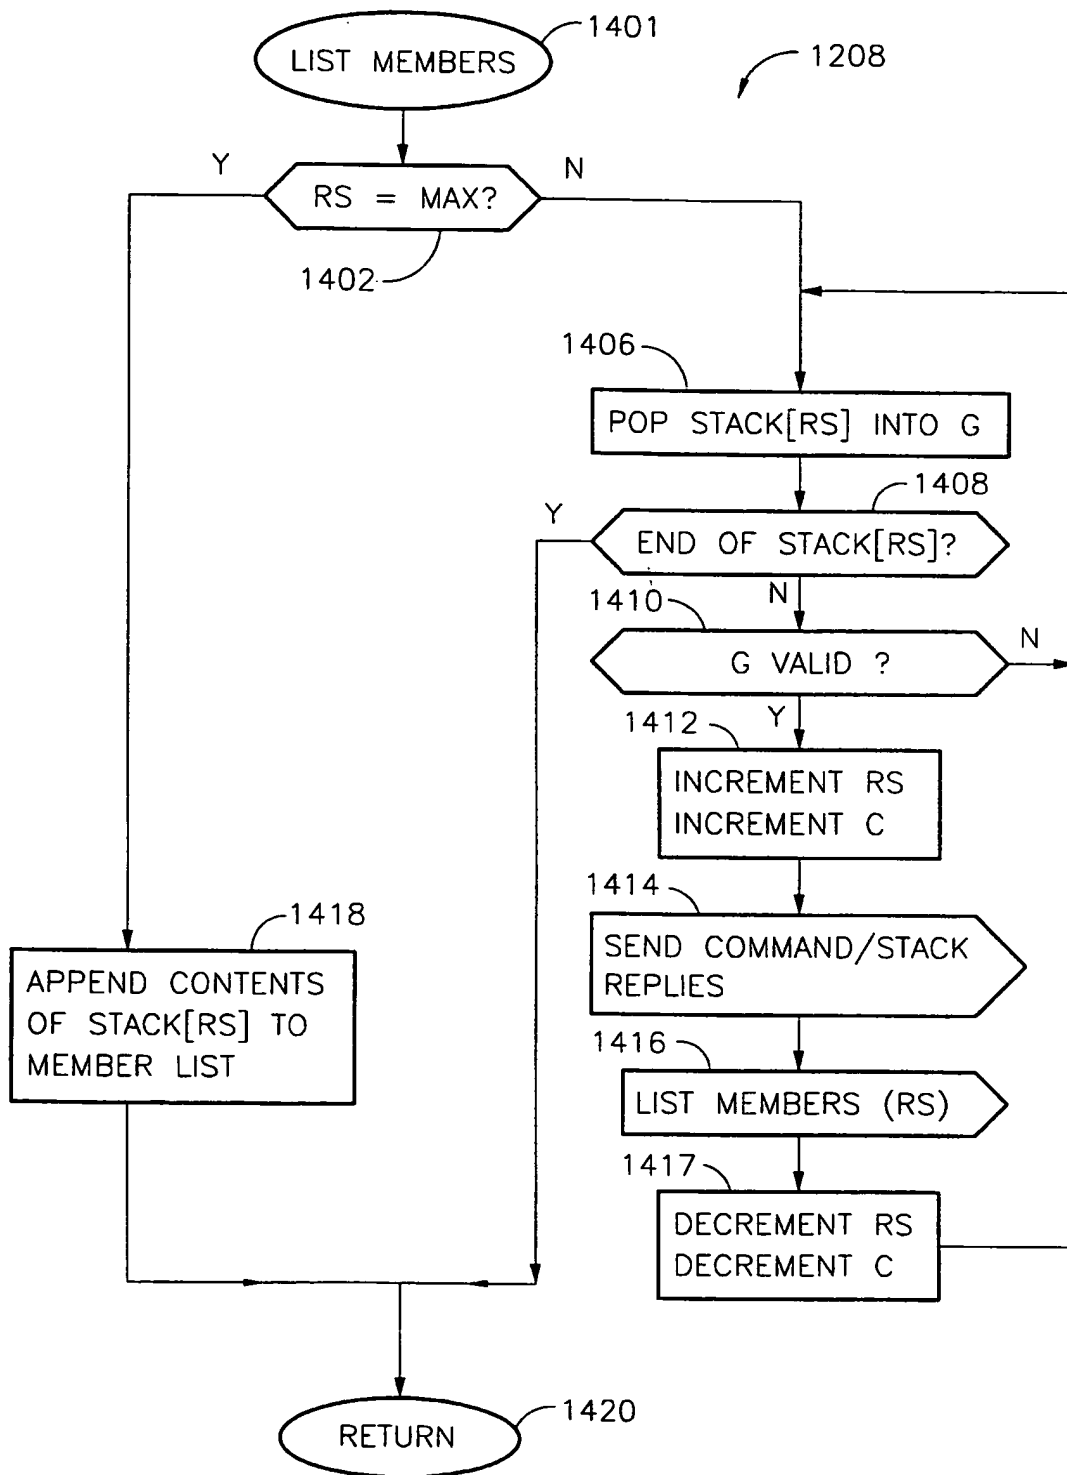 1401
LIST MEMBERS
1208
Y
N
RS = MAX?
1402
1406
POP STACK[RS] INTO G
1408
Y
END OF STACK[RS]?
1410
N
N
G VALID ?
Y
1412
INCREMENT RS
INCREMENT C
1414
SEND COMMAND/STACK
REPLIES
1418
APPEND CONTENTS
OF STACK[RS] TO
MEMBER LIST
1416
LIST MEMBERS (RS)
1417
DECREMENT RS
DECREMENT C
1420
RETURN